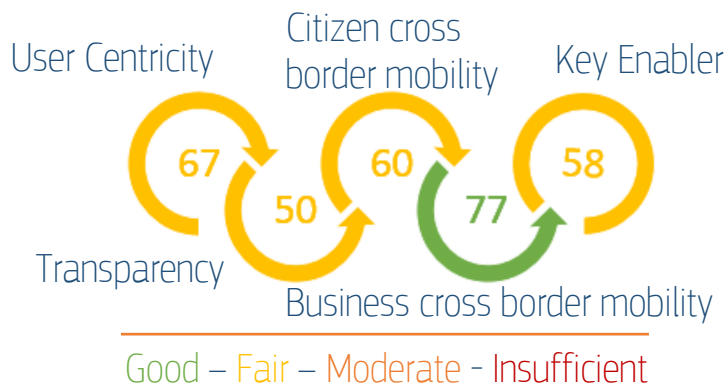 Citizen cross
border mobility
User Centricity
Key Enabler
67
60
58
50
77
Transparency
Business cross border mobility
Good – Fair – Moderate - Insufficient